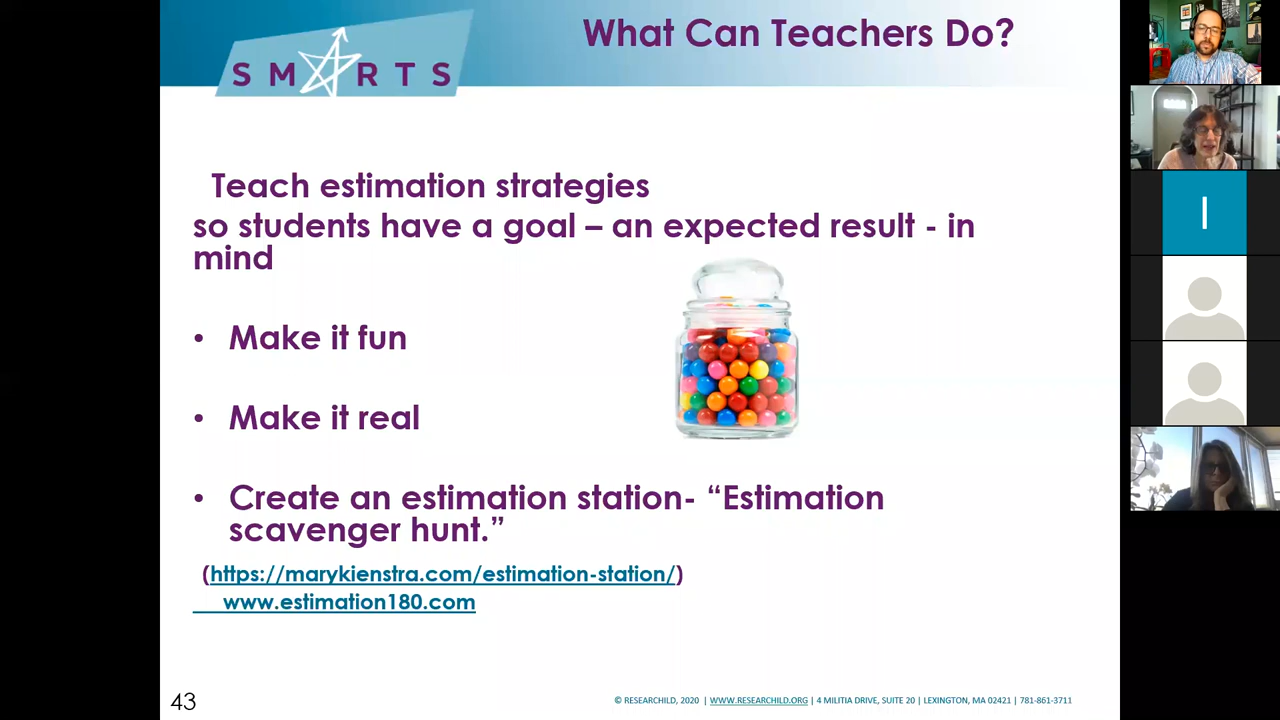 What Can Teachers Do?
SMARTS
Teach estimation strategies
so students have a goal – an expected result - in
mind
• Make it fun
• Make it real
• Create an estimation station- “Estimation
scavenger hunt.”
(https://marykienstra.com/estimation-station/)
www.estimation180.com
43
© RESEARCHILD, 2020 | WWW.RESEARCHILD.ORG | 4 MILITIA DRIVE, SUITE 20 | LEXINGTON, MA 02421 | 781-861-3711
I